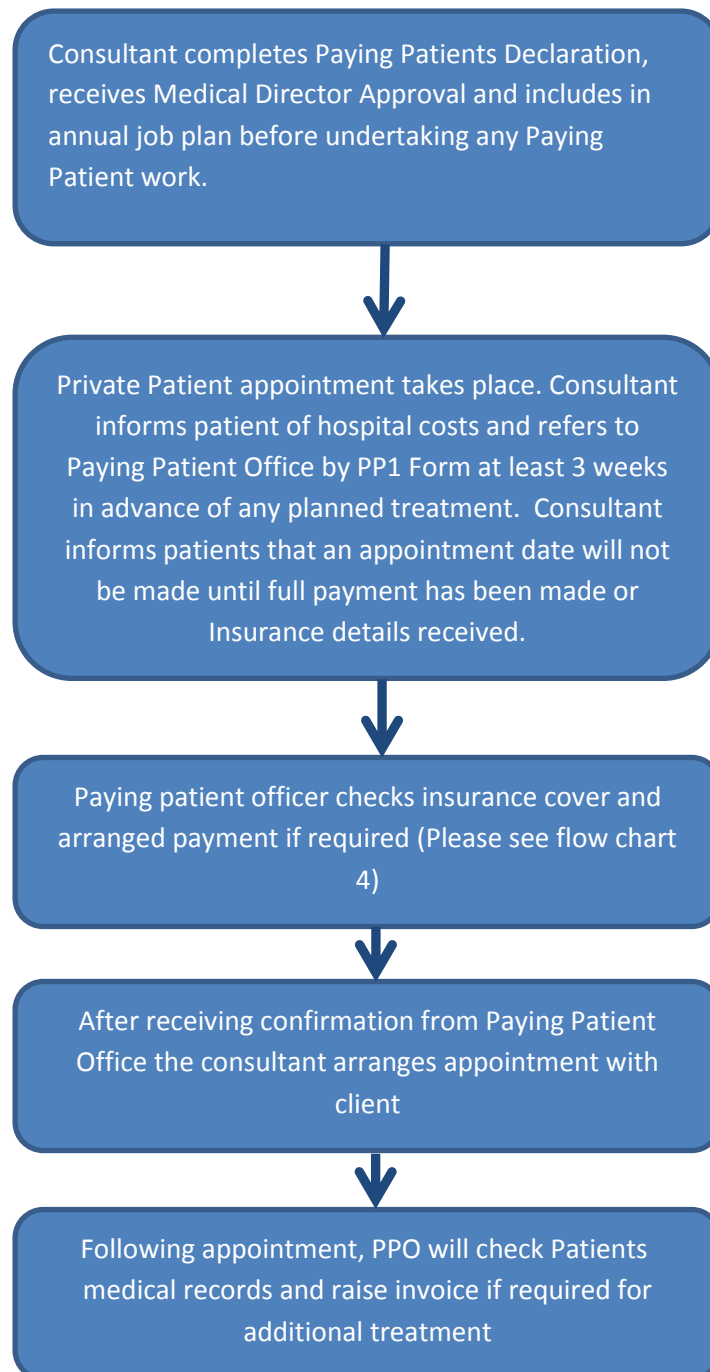 Consultant completes Paying Patients Declaration,
receives Medical Director Approval and includes in
annual job plan before undertaking any Paying
Patient work.
Private Patient appointment takes place. Consultant
informs patient of hospital costs and refers to
Paying Patient Office by PP1 Form at least 3 weeks
in advance of any planned treatment.  Consultant
informs patients that an appointment date will not
be made until full payment has been made or
Insurance details received.
Paying patient officer checks insurance cover and
arranged payment if required (Please see flow chart
4)
After receiving confirmation from Paying Patient
Office the consultant arranges appointment with
client
Following appointment, PPO will check Patients
medical records and raise invoice if required for
additional treatment